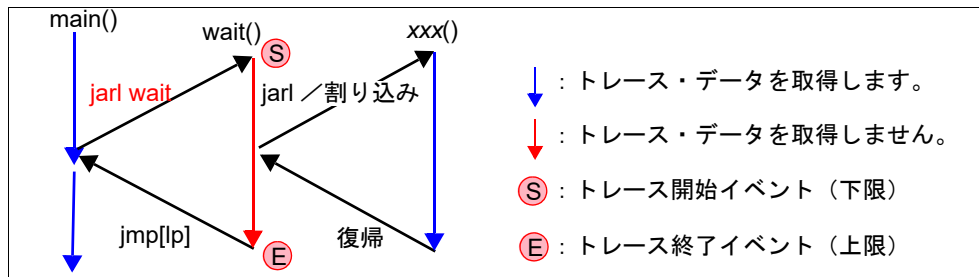 main()
wait()
xxx()
S
jarl wait
jarl ／割り込み
jmp[lp]
復帰
E
：トレース・データを取得します。
：トレース・データを取得しません。
S：トレース開始イベント（下限）
E：トレース終了イベント（上限）